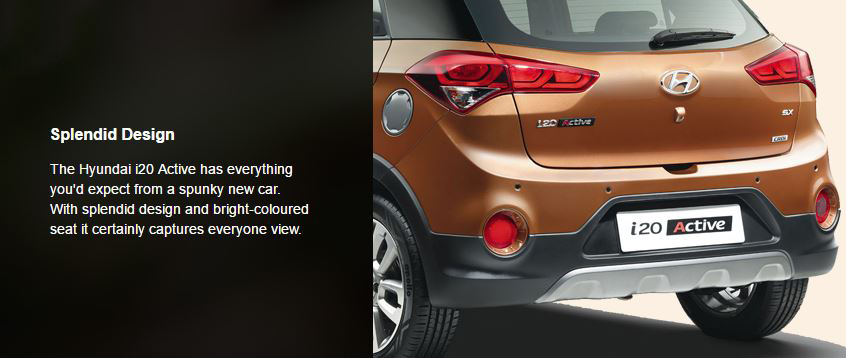 Splendid Design
The Hyundai i20 Active has everything
you'd expect from a spunky new car.
With splendid design and bright-coloured
seat it certainly captures everyone view.
i20 Active
SX
CRDi
i20 Active